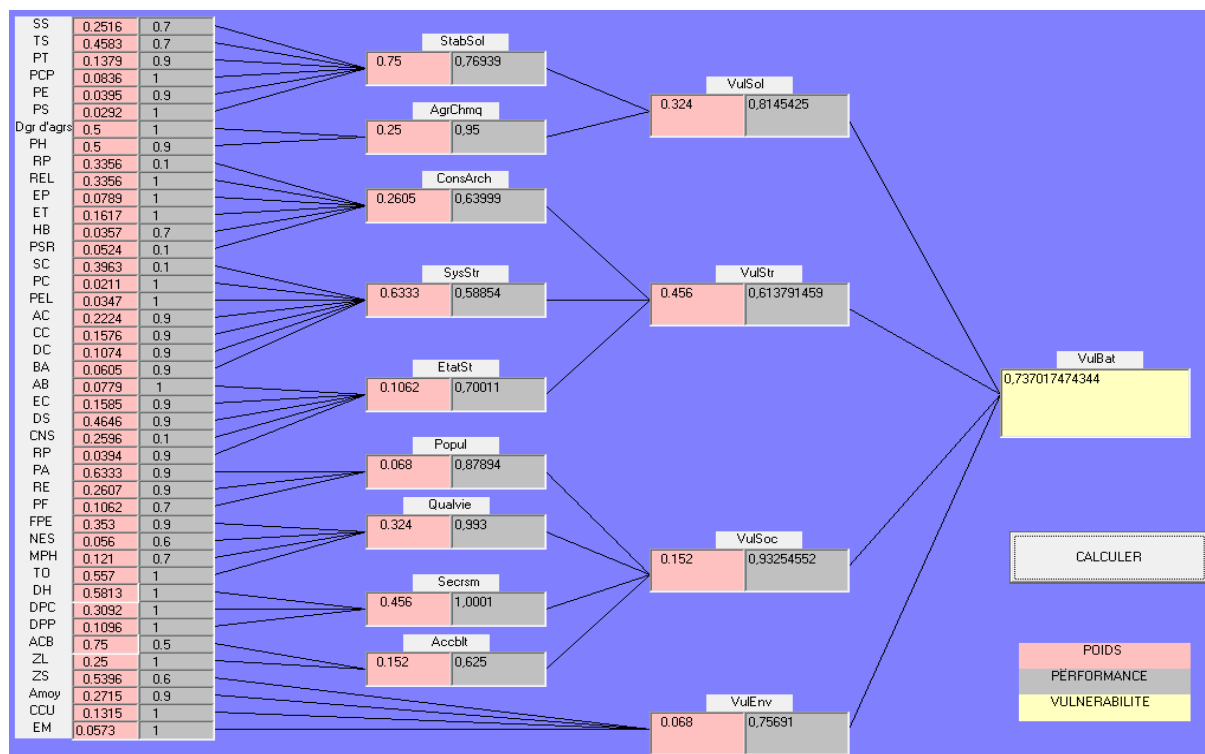 SS 0.2516 0.7
TS 0.4583 0.7
PT 0.1379 0.9
PCP 0.0836 1
PE 0.0395 0.9
PS 0.0292 1
Dgr d'agrs 0.5 1
PH 0.5 0.9
RP 0.3356 0.1
REL 0.3356 1
EP 0.0789 1
ET 0.1617 1
HB 0.0357 0.7
PSR 0.0524 0.1
SC 0.3963 0.1
PC 0.0211 1
PEL 0.0347 1
AC 0.2224 0.9
CC 0.1576 0.9
DC 0.1074 0.9
BA 0.0605 0.9
AB 0.0779 1
EC 0.1585 0.9
DS 0.4646 0.9
CNS 0.2596 0.1
RP 0.0394 0.9
PA 0.6333 0.9
RE 0.2607 0.9
PF 0.1062 0.7
FPE 0.353 0.9
NES 0.056 0.6
MPH 0.121 0.7
TO 0.557 1
DH 0.5813 1
DPC 0.3092 1
DPP 0.1096 1
ACB 0.75 0.5
ZL 0.25 1
ZS 0.5396 0.6
Amoy 0.2715 0.9
CCU 0.1315 1
EM 0.0573 1
StabSol
0.75 0,76939
AgrChmq
0.25 0,95
ConsArch
0.2605 0,63999
SysStr
0.6333 0,58854
EtatSt
0.1062 0,70011
Popul
0.068 0,87894
Qualvie
0.324 0,993
Secrsm
0.456 1,0001
Accblt
0.152 0,625
VulSol
0.324 0,8145425
VulStr
0.456 0,613791459
VulSoc
0.152 0,93254552
VulEnv
0.068 0,75691
VulBat
0,737017474344
CALCULER
POIDS
PERFORMANCE
VULNERABILITE